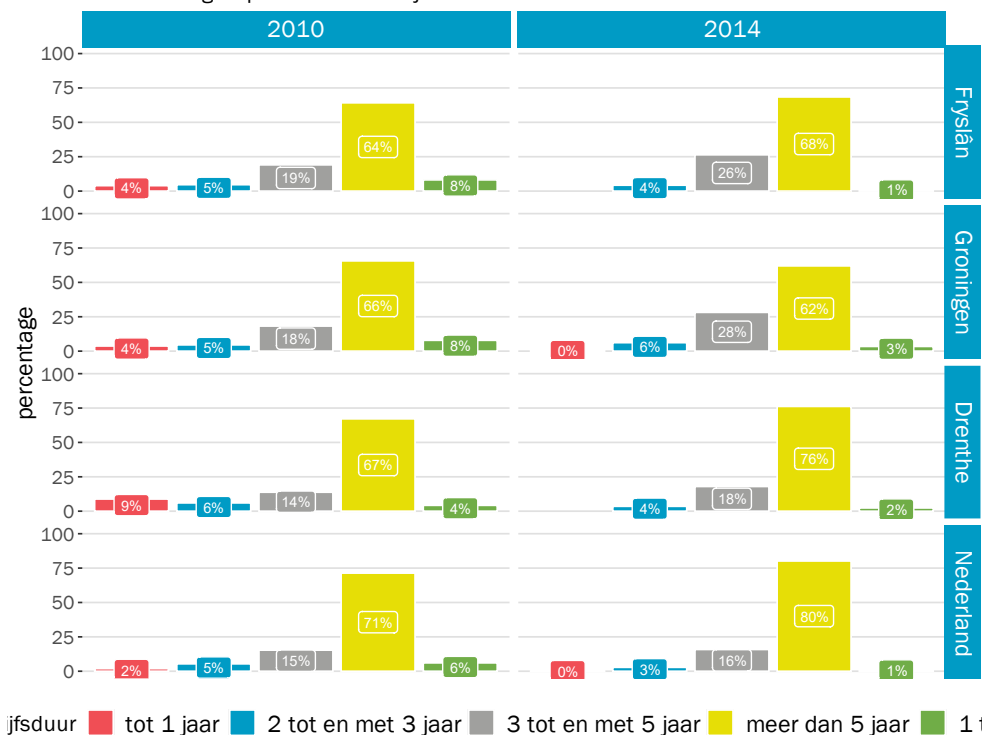 2010 2014
100
75
50
25
0
4% 5% 19% 64% 8%
4% 26% 68% 1%
Fryslân
100
75
50
25
0
4% 5% 18% 66% 8%
0% 6% 28% 62% 3%
Groningen
100
75
50
25
0
9% 6% 14% 67% 4%
4% 18% 76% 2%
Drenthe
100
75
50
25
0
2% 5% 15% 71% 6%
0% 3% 16% 80% 1%
Nederland
percentage
ijfsduur tot 1 jaar 2 tot en met 3 jaar 3 tot en met 5 jaar meer dan 5 jaar 1 t